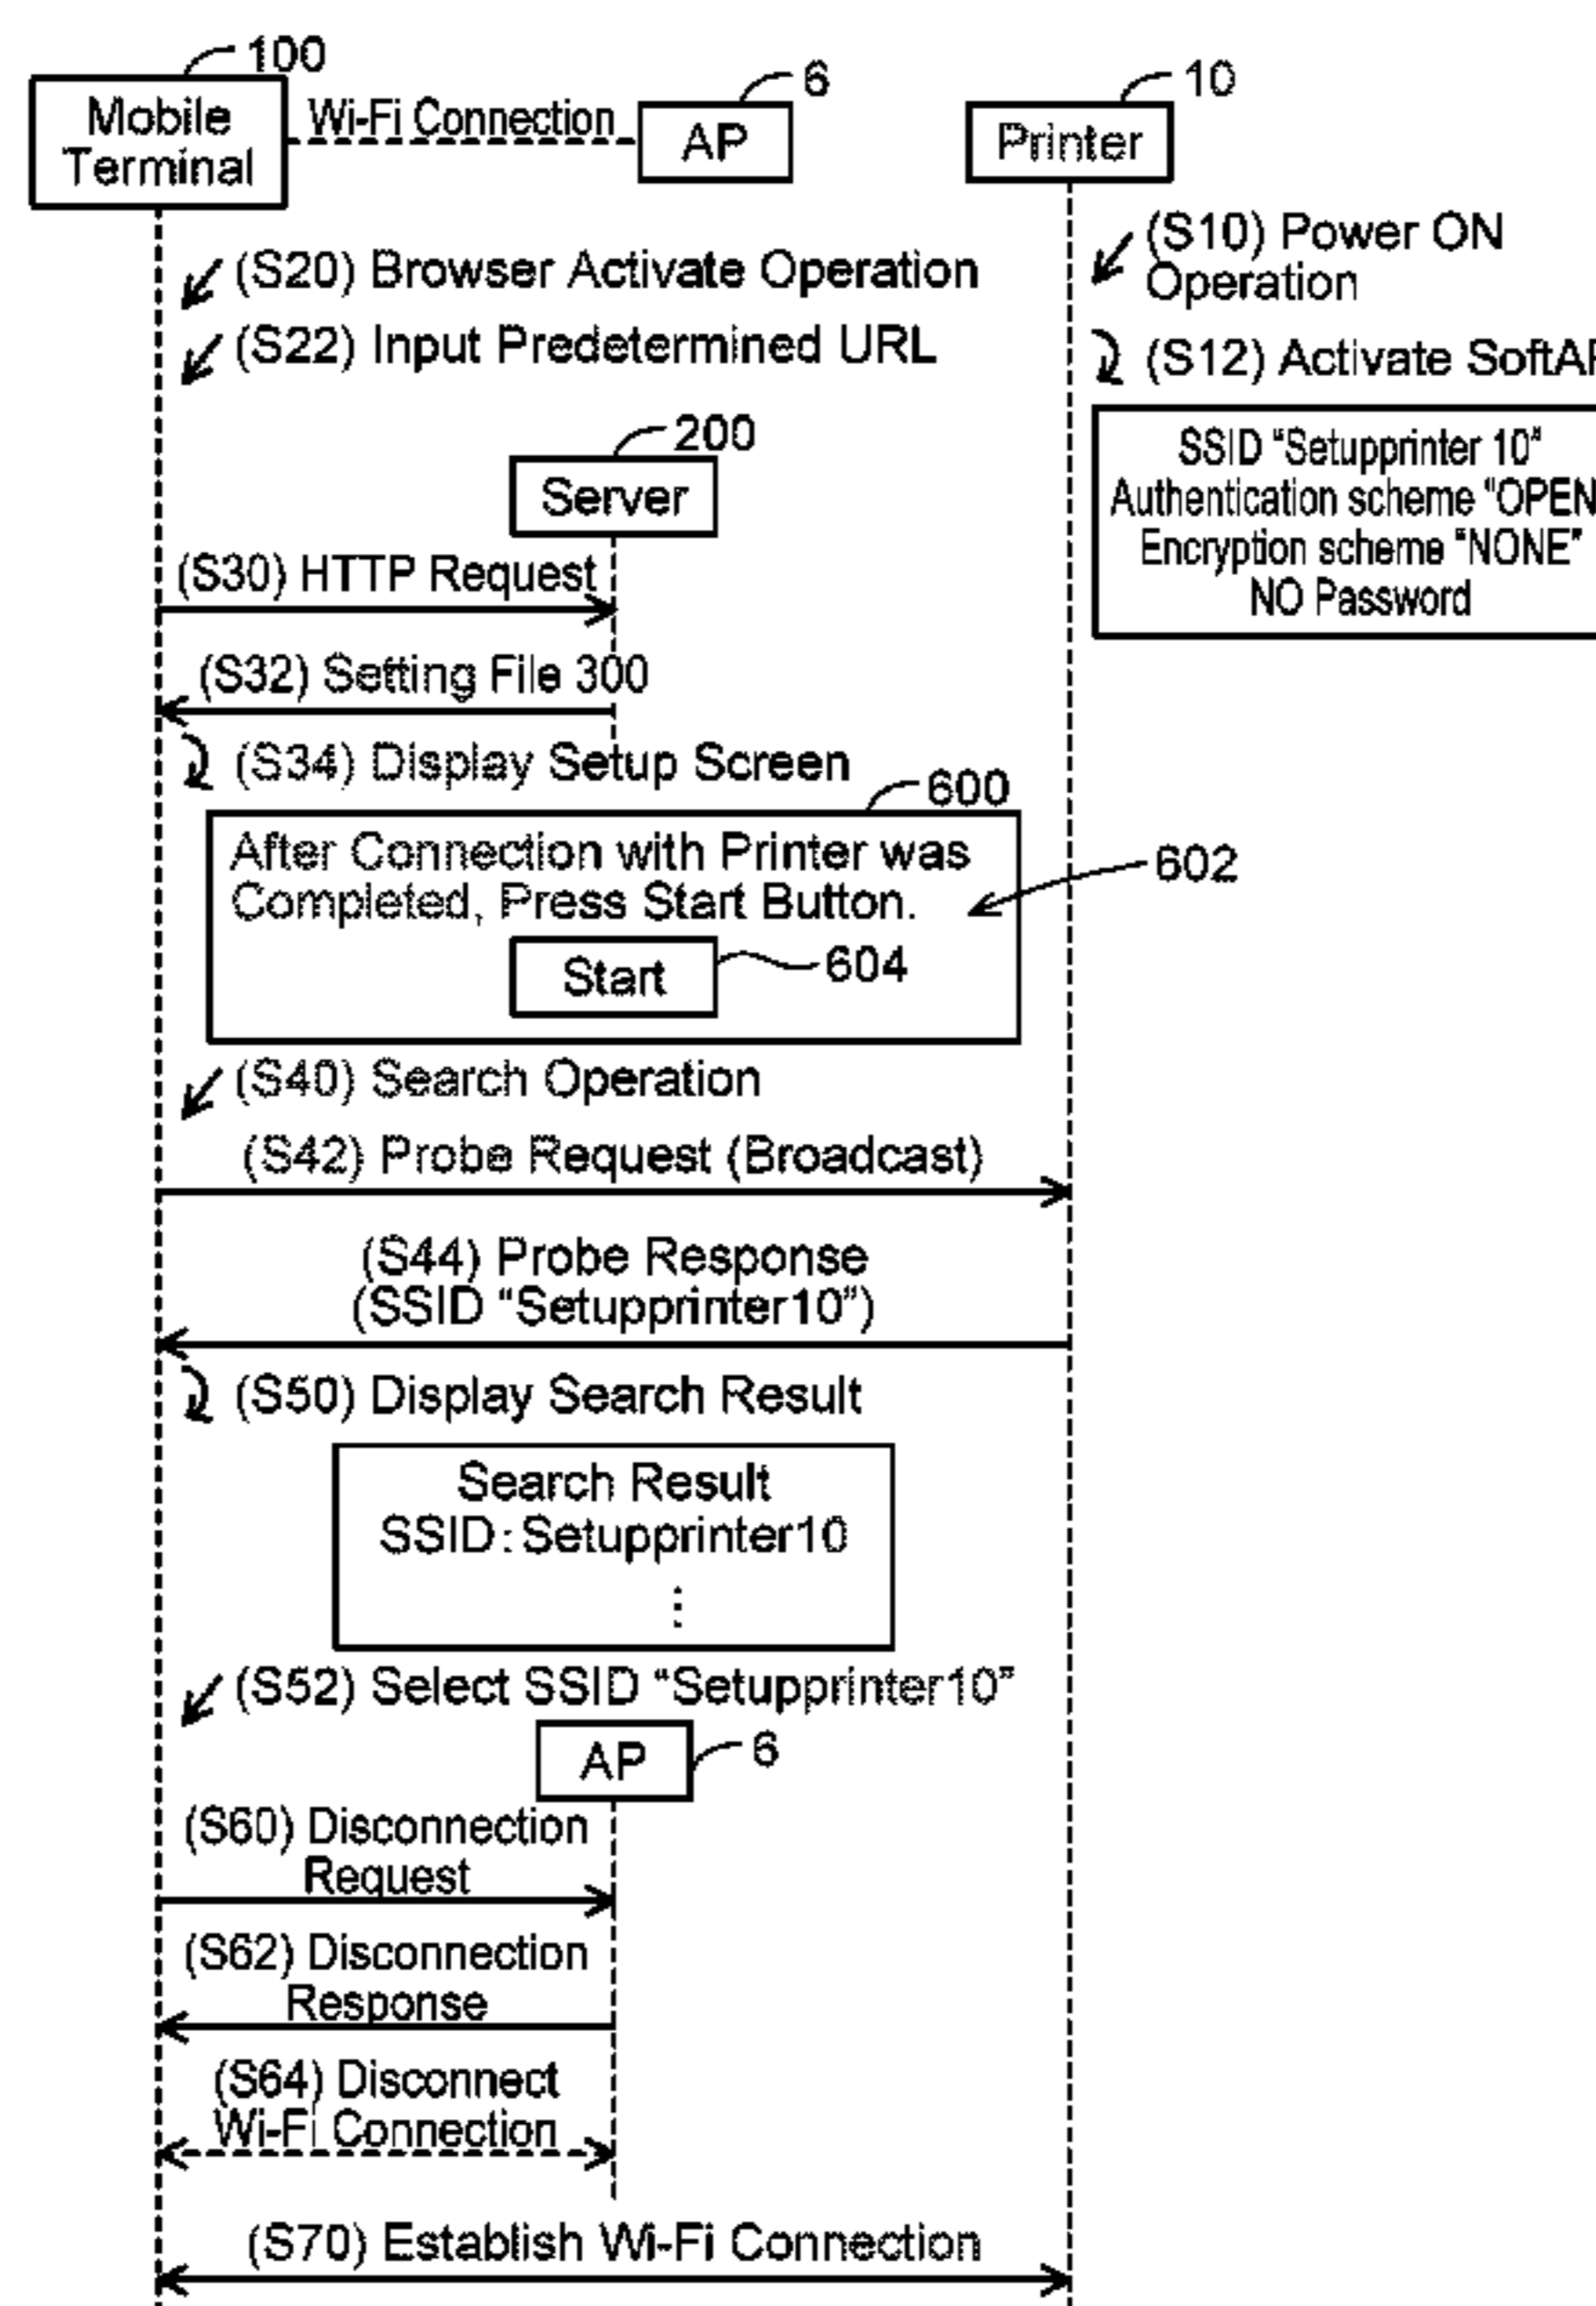 100
Mobile
Terminal
Wi-Fi Connection
6
AP
10
Printer
(S10) Power ON
Operation
(S20) Browser Activate Operation
(S22) Input Predetermined URL
(S12) Activate SoftAP
SSID "Setupprinter 10"
Authentication scheme "OPEN
Encryption scheme "NONE"
NO Password
200
Server
(S30) HTTP Request
(S32) Setting File 300
(S34) Display Setup Screen
600
After Connection with Printer was
Completed, Press Start Button.
602
Start
604
(S40) Search Operation
(S42) Probe Request (Broadcast)
(S44) Probe Response
(SSID "Setupprinter10")
(S50) Display Search Result
Search Result
SSID:Setupprinter10
⋮
(S52) Select SSID "Setupprinter10"
AP
6
(S60) Disconnection
Request
(S62) Disconnection
Response
(S64) Disconnect
Wi-Fi Connection
(S70) Establish Wi-Fi Connection